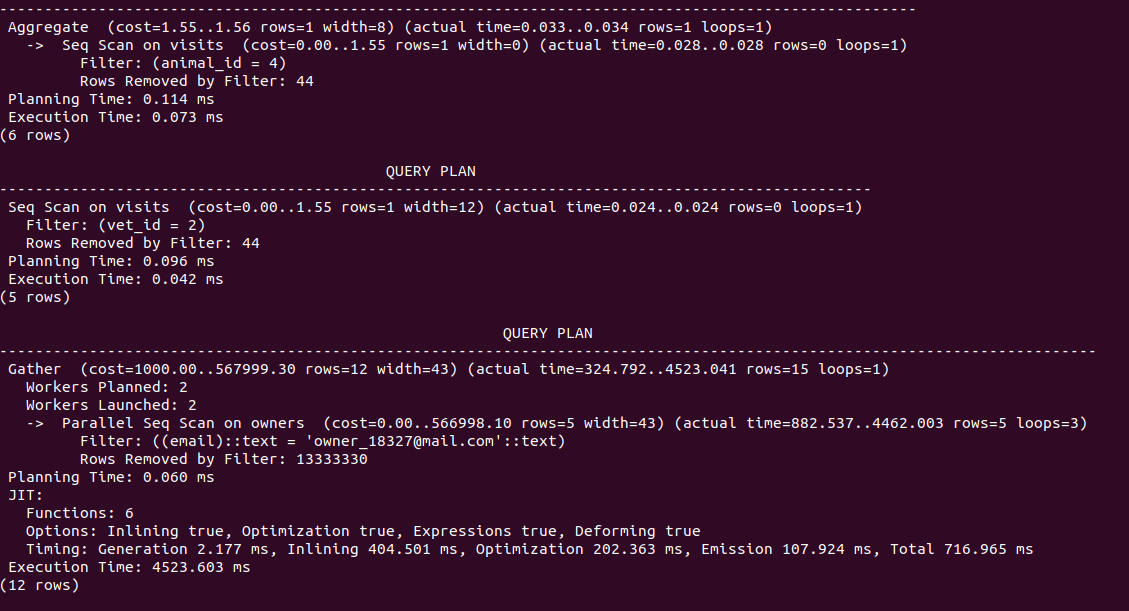 ---------------------------------------------------------------------------------------------------------
 Aggregate  (cost=1.55..1.56 rows=1 width=8) (actual time=0.033..0.034 rows=1 loops=1)
   ->  Seq Scan on visits  (cost=0.00..1.55 rows=1 width=0) (actual time=0.028..0.028 rows=0 loops=1)
         Filter: (animal_id = 4)
         Rows Removed by Filter: 44
 Planning Time: 0.114 ms
 Execution Time: 0.073 ms
(6 rows)
                                           QUERY PLAN
-------------------------------------------------------------------------------------------------
 Seq Scan on visits  (cost=0.00..1.55 rows=1 width=12) (actual time=0.024..0.024 rows=0 loops=1)
   Filter: (vet_id = 2)
   Rows Removed by Filter: 44
 Planning Time: 0.096 ms
 Execution Time: 0.042 ms
(5 rows)
                                                        QUERY PLAN
--------------------------------------------------------------------------------------------------------------------------
 Gather  (cost=1000.00..567999.30 rows=12 width=43) (actual time=324.792..4523.041 rows=15 loops=1)
   Workers Planned: 2
   Workers Launched: 2
   ->  Parallel Seq Scan on owners  (cost=0.00..566998.10 rows=5 width=43) (actual time=882.537..4462.003 rows=5 loops=3)
         Filter: ((email)::text = 'owner_18327@mail.com'::text)
         Rows Removed by Filter: 13333330
 Planning Time: 0.060 ms
 JIT:
   Functions: 6
   Options: Inlining true, Optimization true, Expressions true, Deforming true
   Timing: Generation 2.177 ms, Inlining 404.501 ms, Optimization 202.363 ms, Emission 107.924 ms, Total 716.965 ms
 Execution Time: 4523.603 ms
(12 rows)